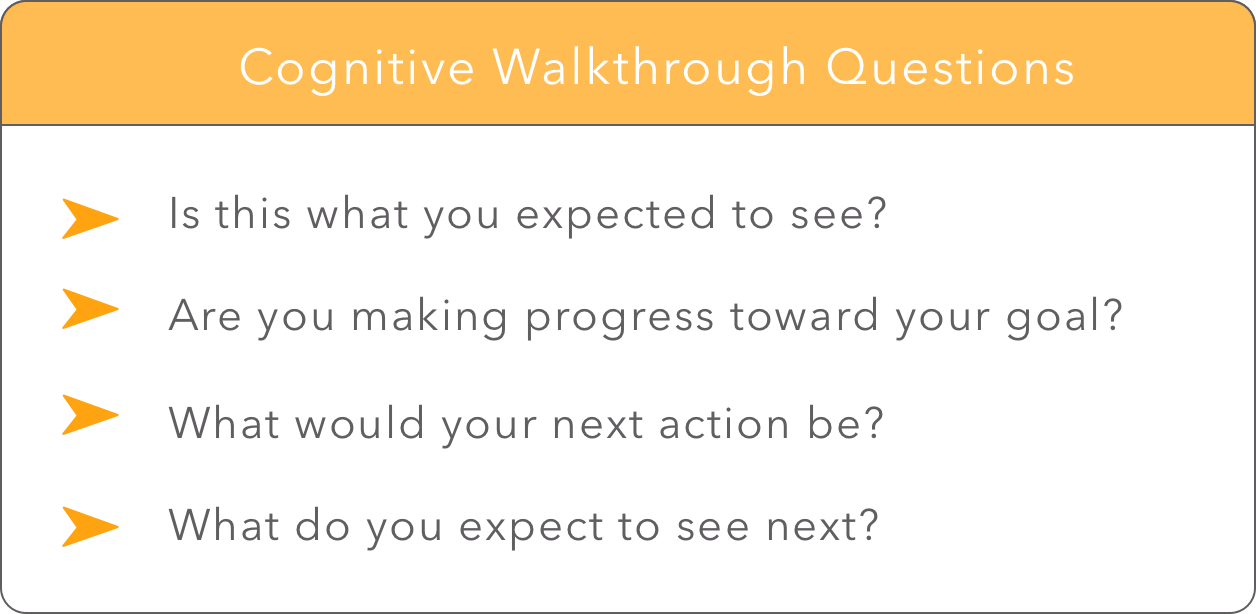 Cognitive Walkthrough Questions
Is this what you expected to see?
Are you making progress toward your goal?
What would your next action be?
What do you expect to see next?